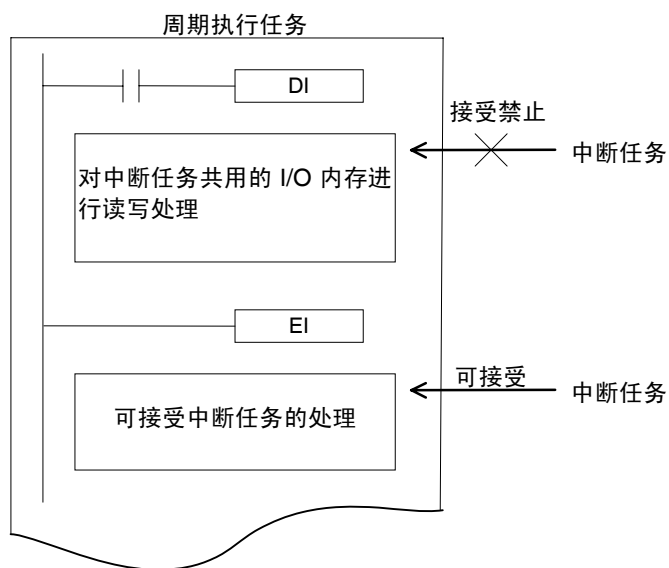 周期执行任务
DI
接受禁止
中断任务
对中断任务共用的 I/O 内存进
行读写处理
EI
可接受
中断任务
可接受中断任务的处理